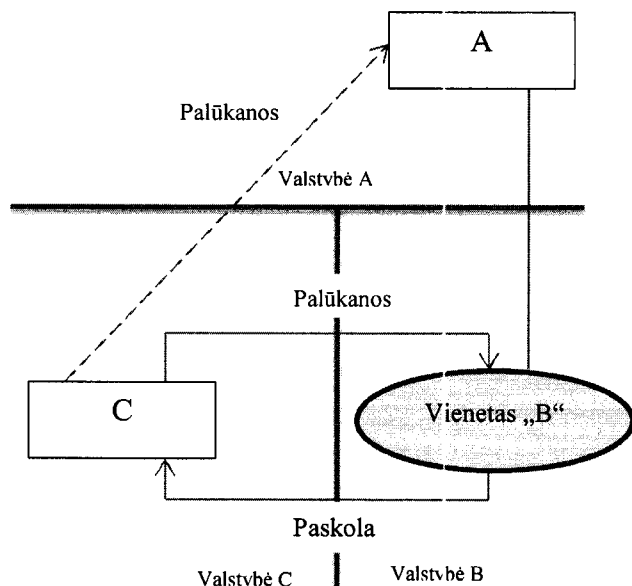 A
Palūkanos
Valstybė A
Palūkanos
C
Vienetas „B“
Paskola
Valstybė C
Valstybė B